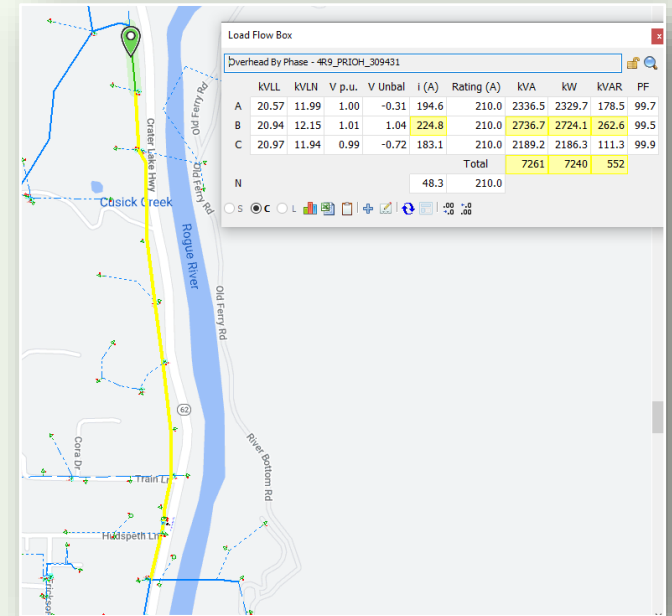 Load Flow Box
x
Overhead By Phase - 4R9_PRIOH_309431
kVLL kVLN V p.u. V Unbal i (A) Rating (A) kVA kW kVAR PF
A 20.57 11.99 1.00 -0.31 194.6 210.0 2336.5 2329.7 178.5 99.7
B 20.94 12.15 1.01 1.04 224.8 210.0 2736.7 2724.1 262.6 99.5
C 20.97 11.94 0.99 -0.72 183.1 210.0 2189.2 2186.3 111.3 99.9
Total 7261 7240 552
N 48.3 210.0
S C L
Crater Lake Hwy
Old Ferry Rd
Old Ferry Rd
Cusick Creek
Rogue River
Old Ferry Rd
62
River Bottom Rd
Cora Dr
Train Ln
Hudspeth Ln
Erickson